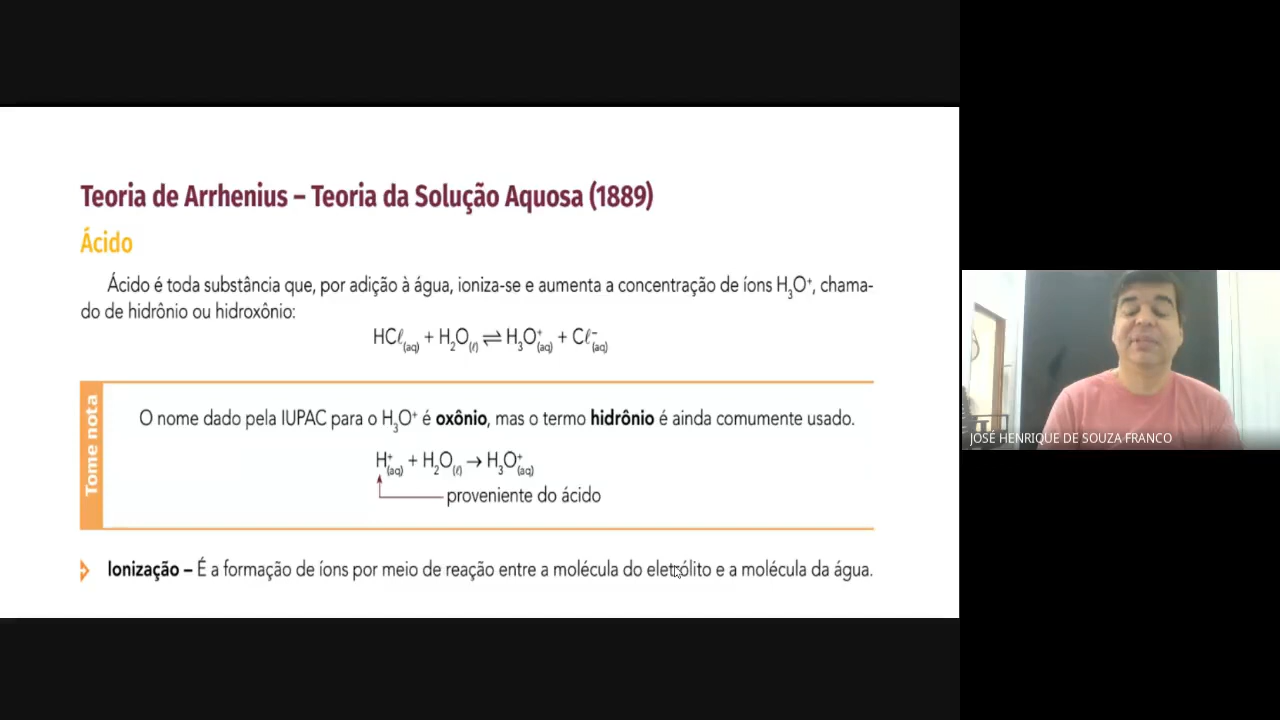 Teoria de Arrhenius – Teoria da Solução Aquosa (1889)
Ácido
Ácido é toda substância que, por adição à água, ioniza-se e aumenta a concentração de íons H₃O⁺, chama-
do de hidrônio ou hidroxônio:
HCℓ(aq) + H₂O(ℓ) ⇌ H₃O⁺(aq) + Cℓ⁻(aq)
Tome nota
O nome dado pela IUPAC para o H₃O⁺ é oxônio, mas o termo hidrônio é ainda comumente usado.
H⁺(aq) + H₂O(ℓ) → H₃O⁺(aq)
proveniente do ácido
Ionização – É a formação de íons por meio de reação entre a molécula do eletrólito e a molécula da água.
JOSÉ HENRIQUE DE SOUZA FRANCO